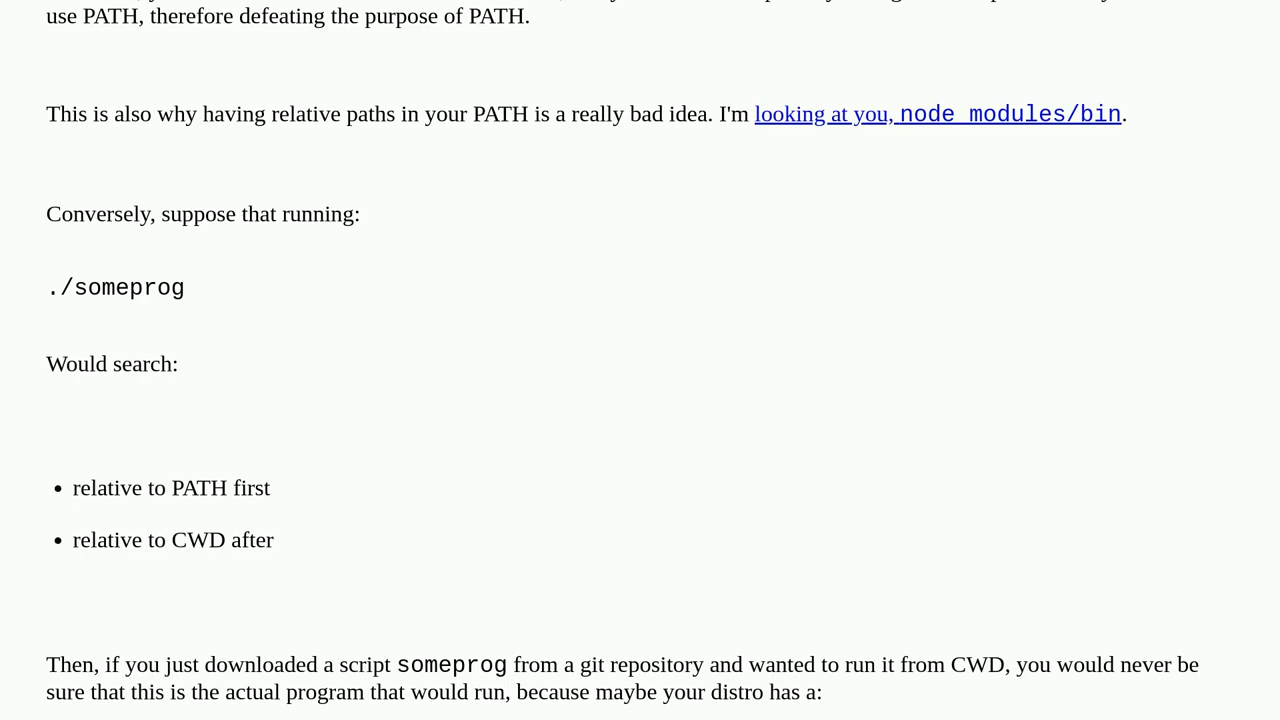 use PATH, therefore defeating the purpose of PATH.
This is also why having relative paths in your PATH is a really bad idea. I'm looking at you, node_modules/bin.
Conversely, suppose that running:
./someprog
Would search:
• relative to PATH first
• relative to CWD after
Then, if you just downloaded a script someprog from a git repository and wanted to run it from CWD, you would never be
sure that this is the actual program that would run, because maybe your distro has a: